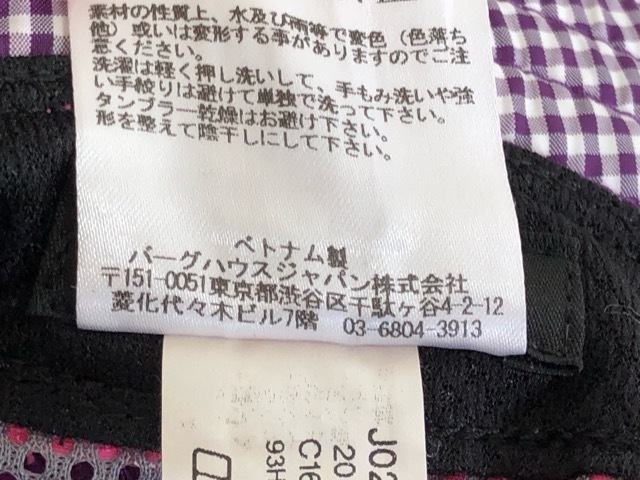 素材の性質上、水及び雨等で変色（色落ち
他）或いは変形する事がありますのでご注
意ください。
洗濯は軽く押し洗いして、手もみ洗いや強
い手絞りは避けて単独で洗って下さい。
タンブラー乾燥はお避け下さい。
形を整えて陰干しにして下さい。
ベトナム製
バーグハウスジャパン株式会社
〒151-0051東京都渋谷区千駄ヶ谷4-2-12
菱化代々木ビル7階 03-6804-3913
J02
20
C16
93H